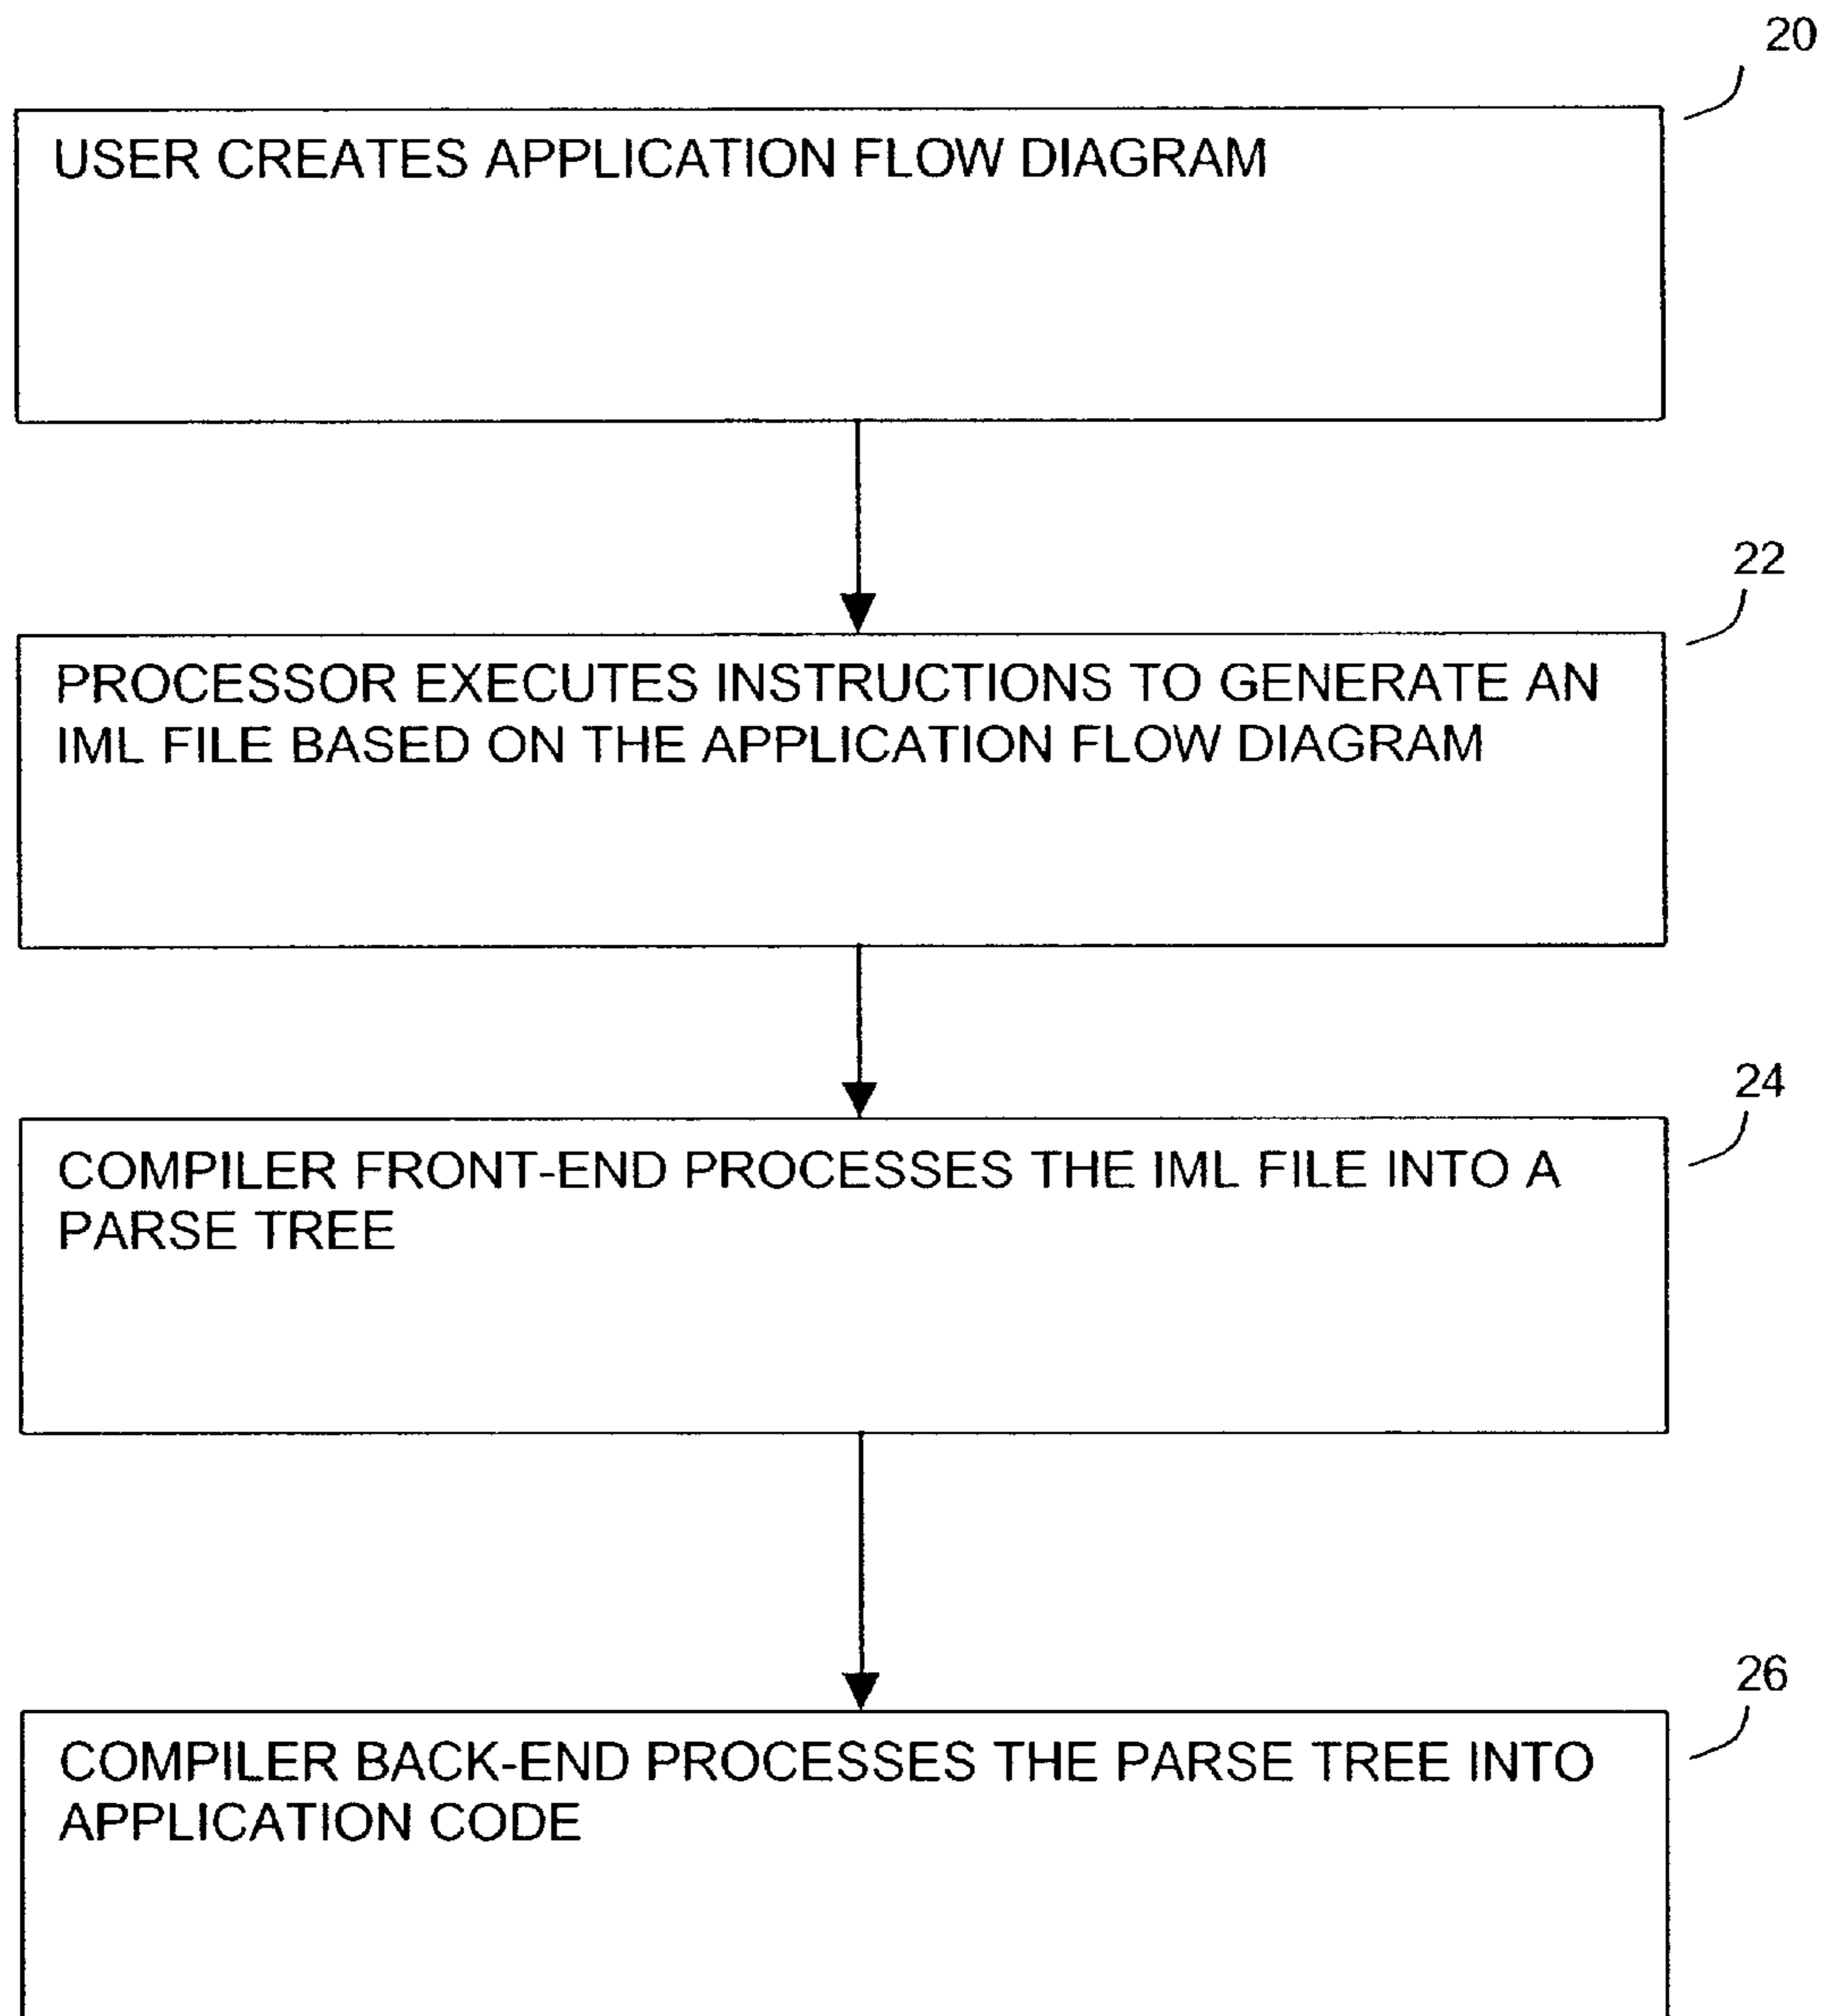 20
USER CREATES APPLICATION FLOW DIAGRAM
22
PROCESSOR EXECUTES INSTRUCTIONS TO GENERATE AN
IML FILE BASED ON THE APPLICATION FLOW DIAGRAM
24
COMPILER FRONT-END PROCESSES THE IML FILE INTO A
PARSE TREE
26
COMPILER BACK-END PROCESSES THE PARSE TREE INTO
APPLICATION CODE